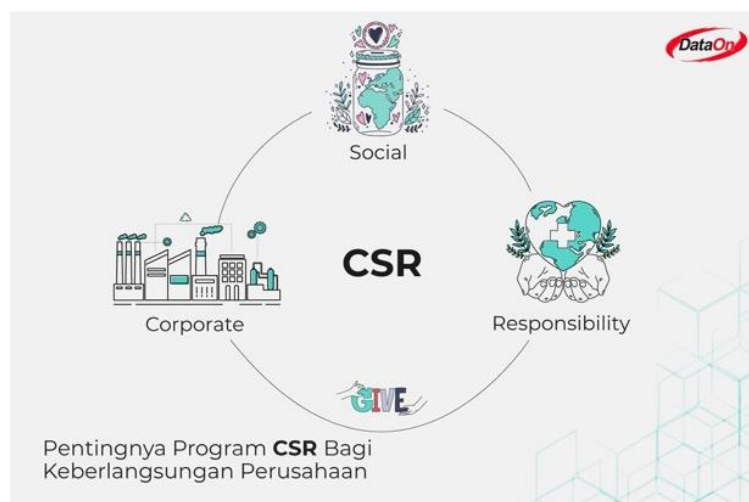 DataOn
Social
CSR
Corporate
Responsibility
GIVE
Pentingnya Program CSR Bagi
Keberlangsungan Perusahaan